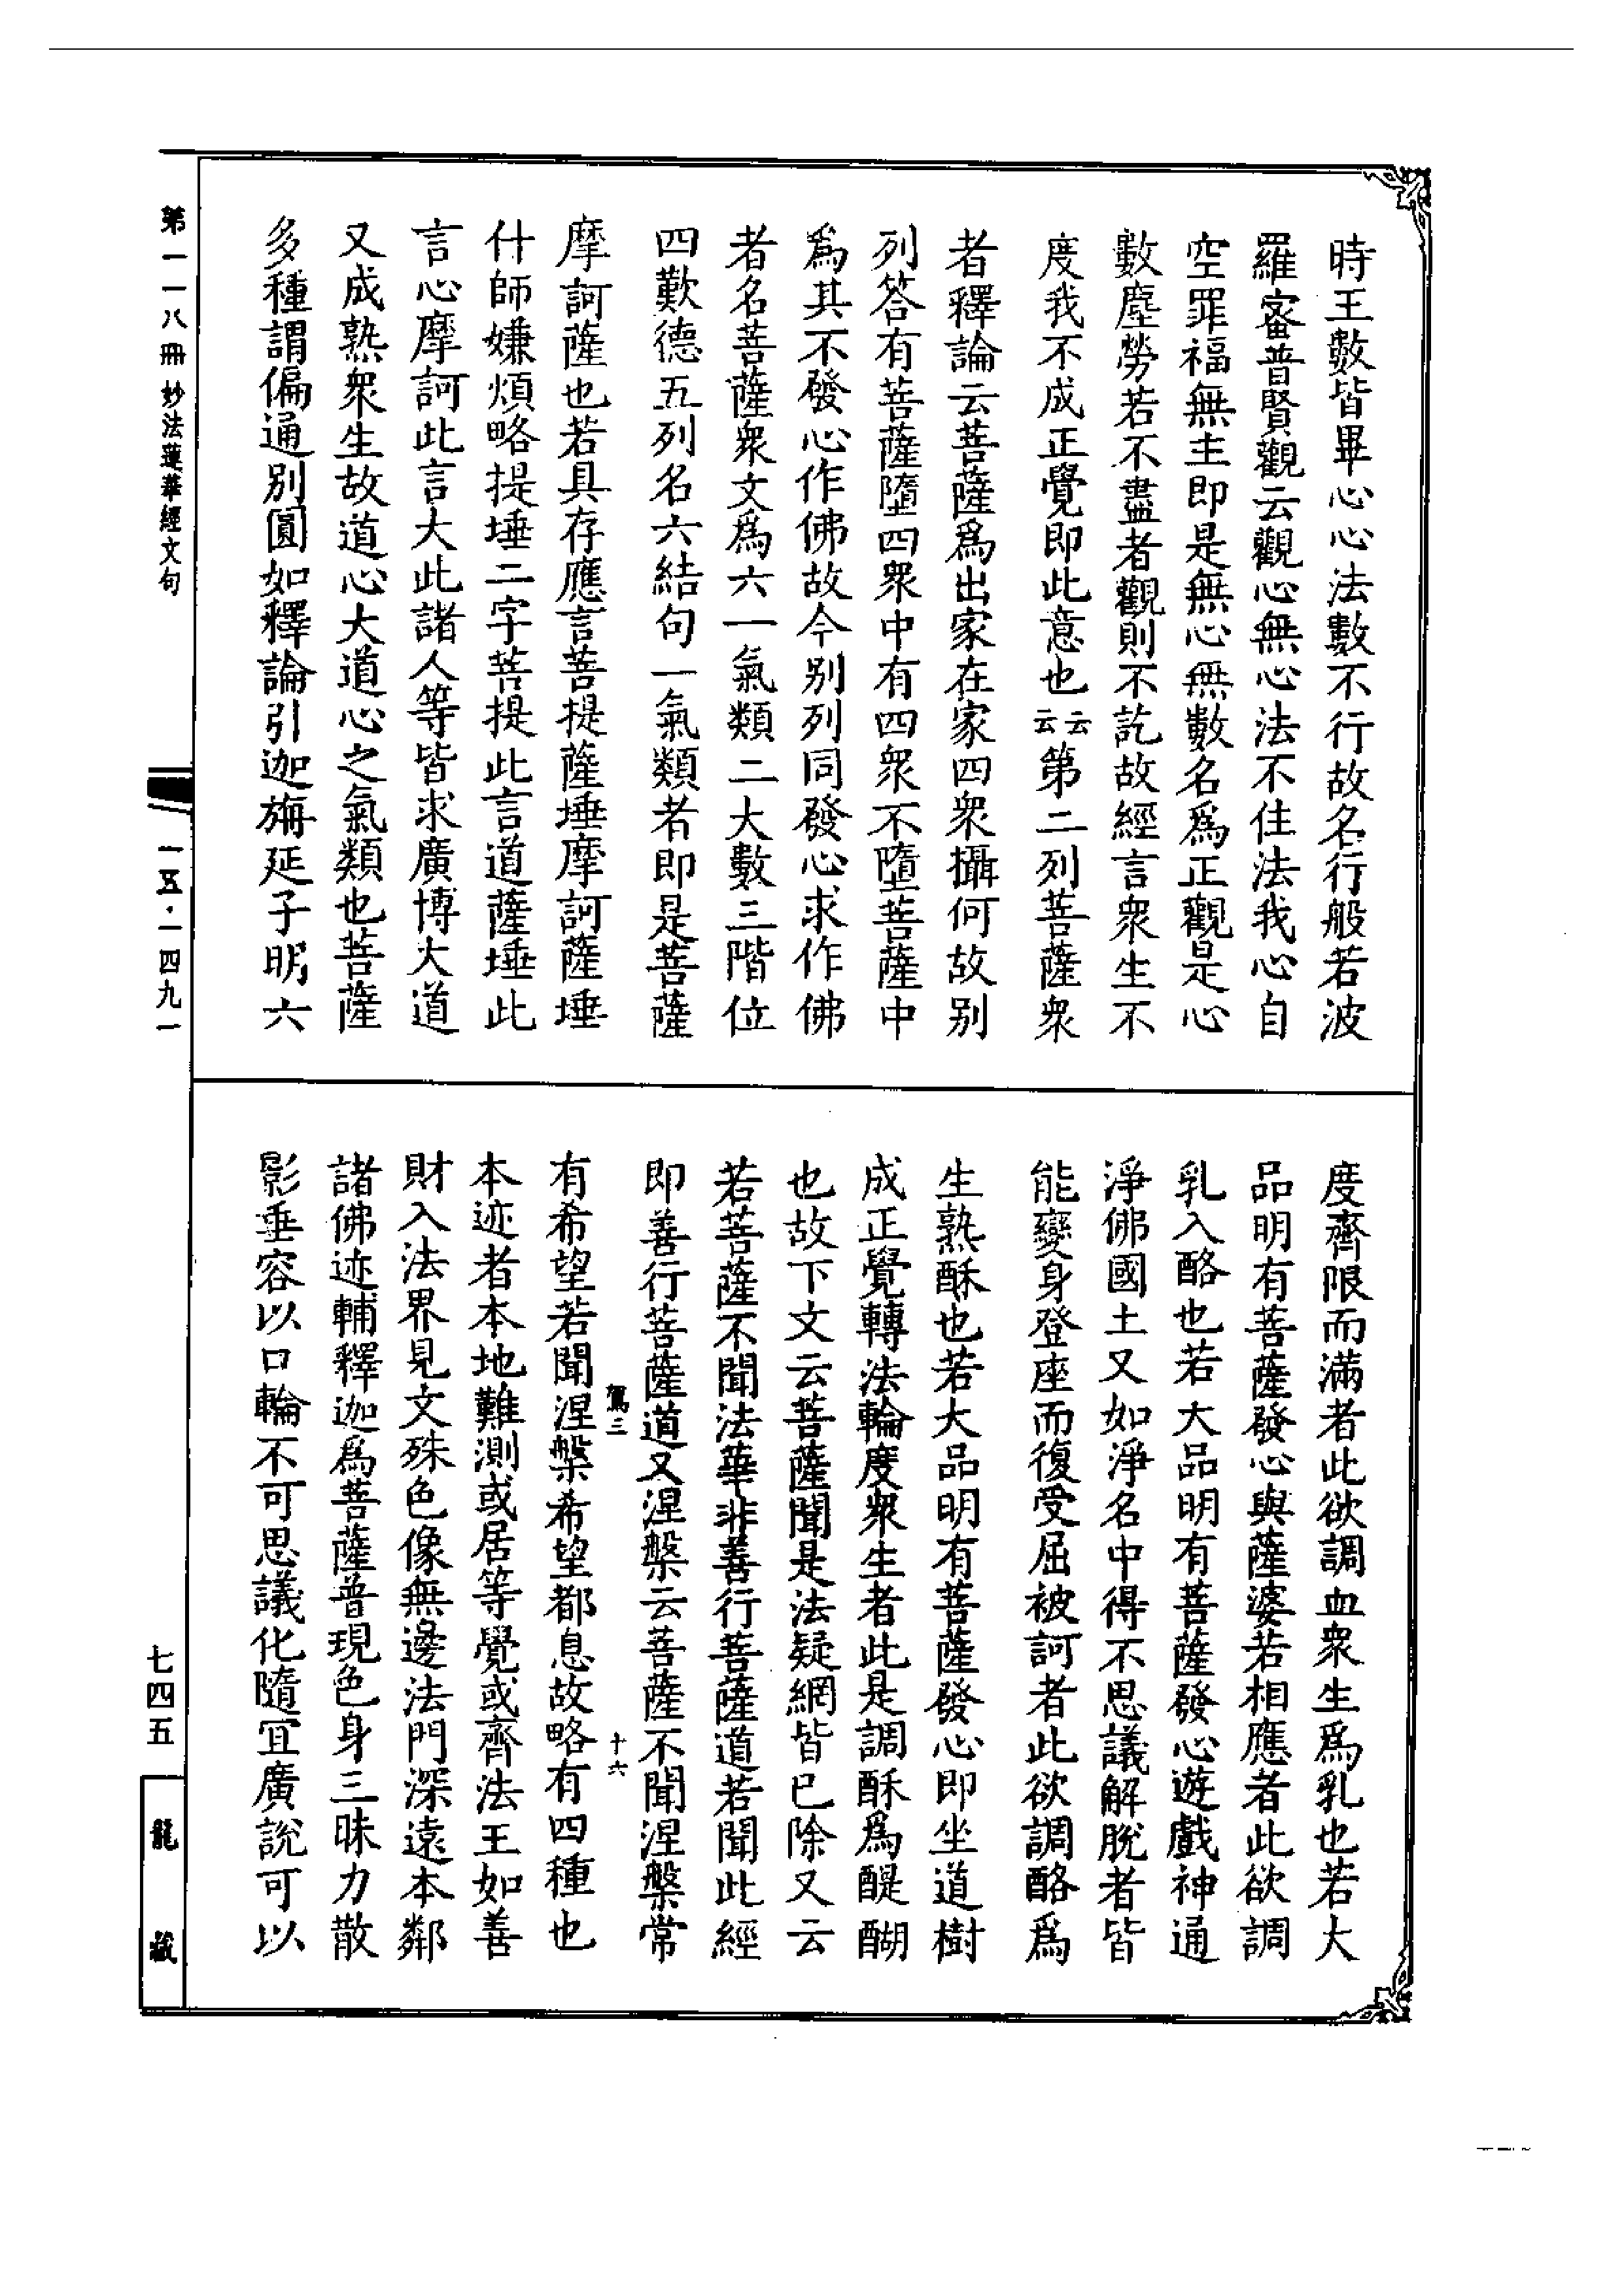 時王數皆畢心心法數不行故名行般若波
羅蜜普賢觀云觀心無心法不住法我心自
空罪福無主即是無心無數名爲正觀是心
數塵勞若不盡者觀則不訖故經言衆生不
度我不成正覺即此意也云云第二列菩薩衆
者釋論云菩薩爲出家在家四衆攝何故别
列答有菩薩墮四衆中有四衆不墮菩薩中
爲其不發心作佛故今别列同發心求作佛
者名菩薩衆文爲六一氣類二大數三階位
四歎德五列名六結句一氣類者即是菩薩
摩訶薩也若具存應言菩提薩埵摩訶薩埵
什師嫌煩略提埵二字菩提此言道薩埵此
言心摩訶此言大此諸人等皆求廣博大道
又成熟衆生故道心大道心之氣類也菩薩
多種謂偏通别圓如釋論引迦旃延子明六
度齊限而滿者此欲調血衆生爲乳也若大
品明有菩薩發心與薩婆若相應者此欲調
乳入酪也若大品明有菩薩發心遊戲神通
淨佛國土又如淨名中得不思議解脫者皆
能變身登座而復受屈被訶者此欲調酪爲
生熟酥也若大品明有菩薩發心即坐道樹
成正覺轉法輪度衆生者此是調酥爲醍醐
也故下文云菩薩聞是法疑網皆已除又云
若菩薩不聞法華非善行菩薩道若聞此經
即善行菩薩道又涅槃云菩薩不聞涅槃常
駕三 十六
有希望若聞涅槃希望都息故略有四種也
本迹者本地難測或居等覺或齊法王如善
財入法界見文殊色像無邊法門深遠本鄰
諸佛迹輔釋迦爲菩薩普現色身三昧力散
影垂容以口輪不可思議化隨宜廣説可以
第一一八冊 妙法蓮華經文句
一五·一四九一
七四五
龍藏